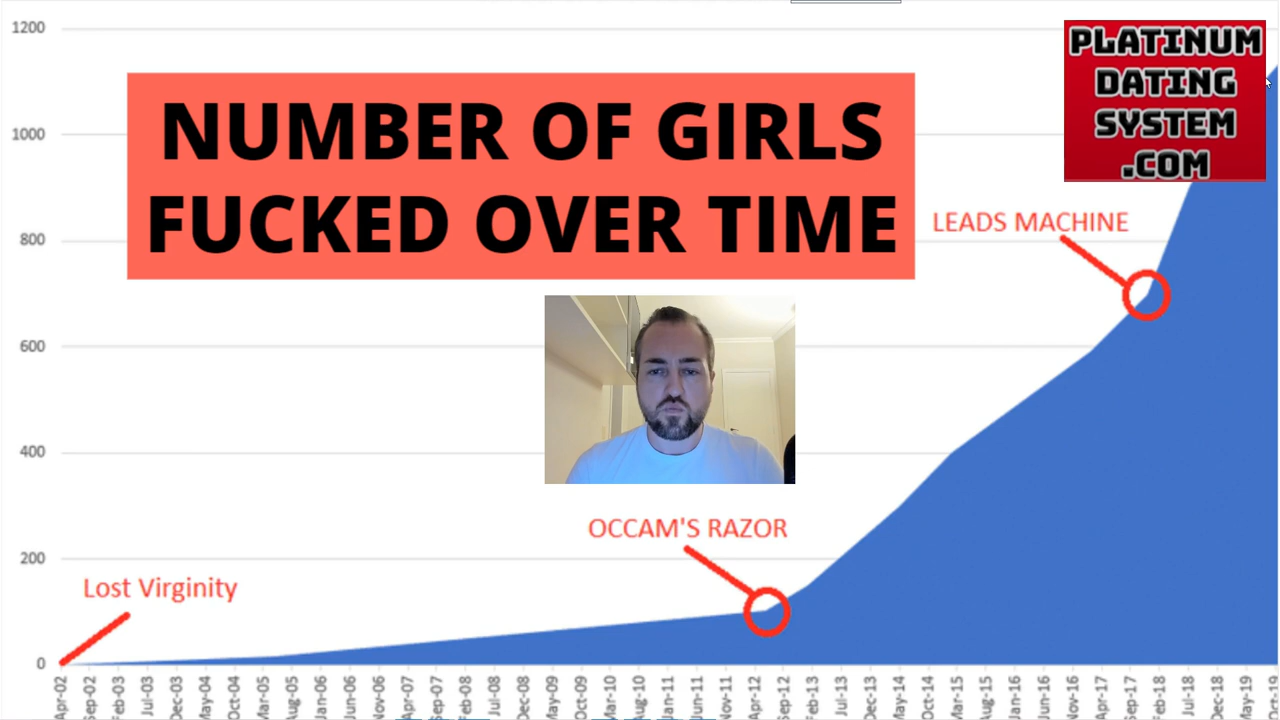 1200
1000
800
600
400
200
0
NUMBER OF GIRLS
FUCKED OVER TIME
PLATINUM
DATING
SYSTEM
.COM
LEADS MACHINE
OCCAM'S RAZOR
Lost Virginity
Apr-02
Sep-02
Feb-03
Jul-03
Dec-03
May-04
Oct-04
Mar-05
Aug-05
Jan-06
Jun-06
Nov-06
Apr-07
Sep-07
Feb-08
Jul-08
Dec-08
May-09
Oct-09
Mar-10
Aug-10
Jan-11
Jun-11
Nov-11
Apr-12
Sep-12
Feb-13
Jul-13
Dec-13
May-14
Oct-14
Mar-15
Aug-15
Jan-16
Jun-16
Nov-16
Apr-17
Sep-17
Feb-18
Jul-18
Dec-18
May-19
Oct-19